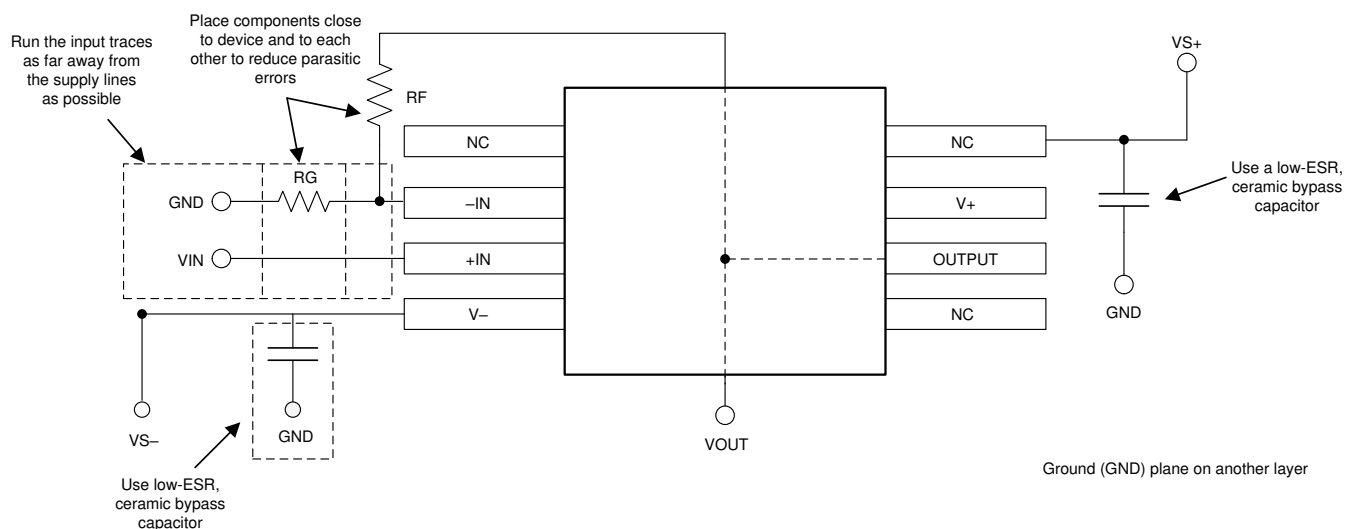 Place components close
to device and to each
other to reduce parasitic
errors
Run the input traces
as far away from
the supply lines
as possible
VS+
RF
NC
NC
Use a low-ESR,
ceramic bypass
capacitor
RG
GND
–IN
V+
VIN
+IN
OUTPUT
GND
V–
NC
VS–
GND
VOUT
Use low-ESR,
ceramic bypass
capacitor
Ground (GND) plane on another layer